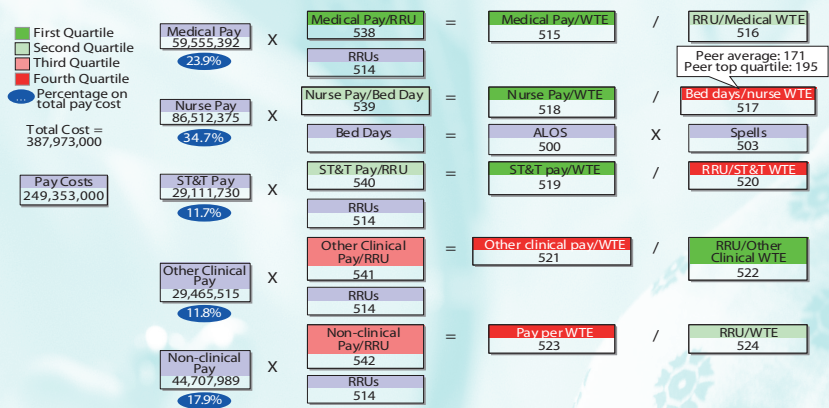 First Quartile
Second Quartile
Third Quartile
Fourth Quartile
... Percentage on
total pay cost
Total Cost =
387,973,000
Pay Costs
249,353,000
Medical Pay
59,555,392
23.9%
X
Medical Pay/RRU
538
RRUs
514
=
Medical Pay/WTE
515
/
RRU/Medical WTE
516
Peer average: 171
Peer top quartile: 195
Nurse Pay
86,512,375
34.7%
X
Nurse Pay/Bed Day
539
=
Nurse Pay/WTE
518
/
Bed days/nurse WTE
517
Bed Days
=
ALOS
500
X
Spells
503
ST&T Pay
29,111,730
11.7%
X
ST&T Pay/RRU
540
RRUs
514
=
ST&T pay/WTE
519
/
RRU/ST&T WTE
520
Other Clinical
Pay
29,465,515
11.8%
X
Other Clinical
Pay/RRU
541
RRUs
514
=
Other clinical pay/WTE
521
/
RRU/Other
Clinical WTE
522
Non-clinical
Pay
44,707,989
17.9%
X
Non-clinical
Pay/RRU
542
RRUs
514
=
Pay per WTE
523
/
RRU/WTE
524